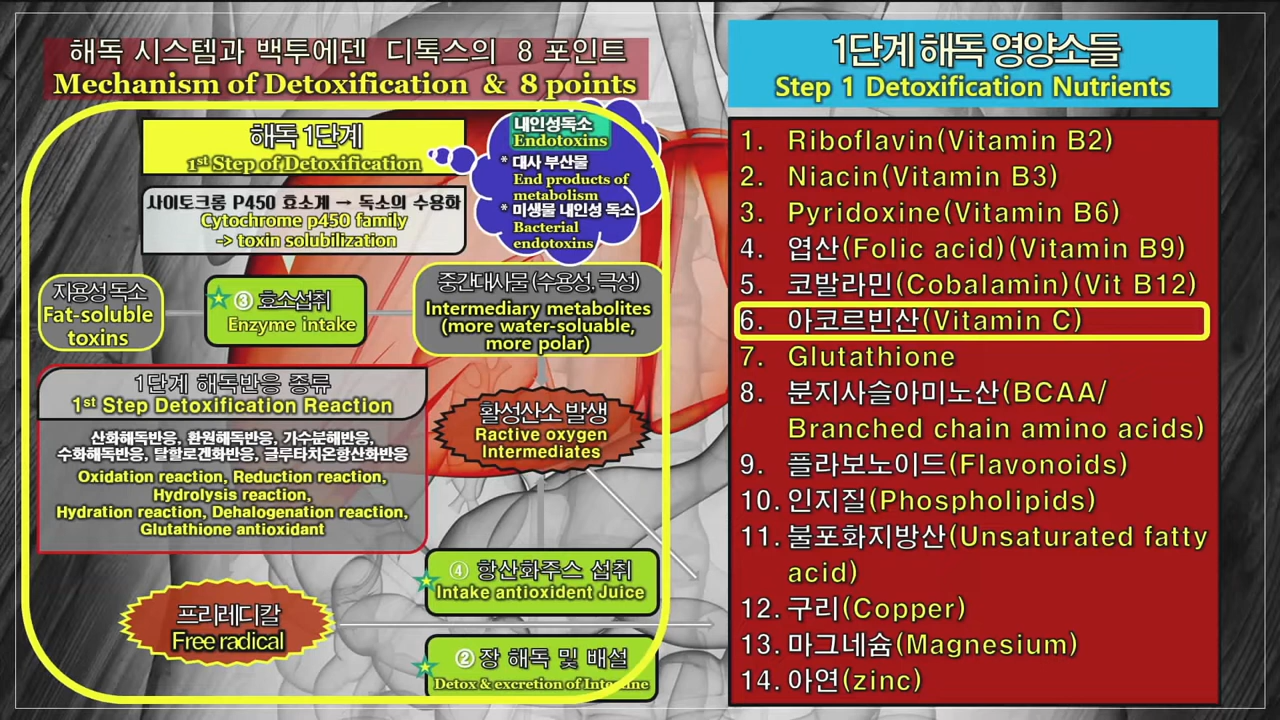 해독 시스템과 백투에덴 디톡스의 8 포인트
Mechanism of Detoxification & 8 points
해독 1단계
1st Step of Detoxification
내인성독소
Endotoxins
* 대사 부산물
End products of
metabolism
* 미생물 내인성 독소
Bacterial
endotoxins
사이토크롬 P450 효소계 → 독소의 수용화
Cytochrome p450 family
-> toxin solubilization
지용성 독소
Fat-soluble
toxins
③ 효소섭취
Enzyme intake
중간대사물 (수용성, 극성)
Intermediary metabolites
(more water-soluable,
more polar)
1단계 해독반응 종류
1st Step Detoxification Reaction
산화해독반응, 환원해독반응, 가수분해반응,
수화해독반응, 탈할로겐화반응, 글루타치온항산화반응
Oxidation reaction, Reduction reaction,
Hydrolysis reaction,
Hydration reaction, Dehalogenation reaction,
Glutathione antioxidant
활성산소 발생
Ractive oxygen
Intermediates
④ 항산화주스 섭취
Intake antioxident Juice
프리레디칼
Free radical
② 장 해독 및 배설
Detox & excretion of Intestine
1단계 해독 영양소들
Step 1 Detoxification Nutrients
1. Riboflavin(Vitamin B2)
2. Niacin(Vitamin B3)
3. Pyridoxine(Vitamin B6)
4. 엽산(Folic acid)(Vitamin B9)
5. 코발라민(Cobalamin)(Vit B12)
6. 아코르빈산(Vitamin C)
7. Glutathione
8. 분지사슬아미노산(BCAA/
Branched chain amino acids)
9. 플라보노이드(Flavonoids)
10. 인지질(Phospholipids)
11. 불포화지방산(Unsaturated fatty
acid)
12. 구리(Copper)
13. 마그네슘(Magnesium)
14. 아연(zinc)